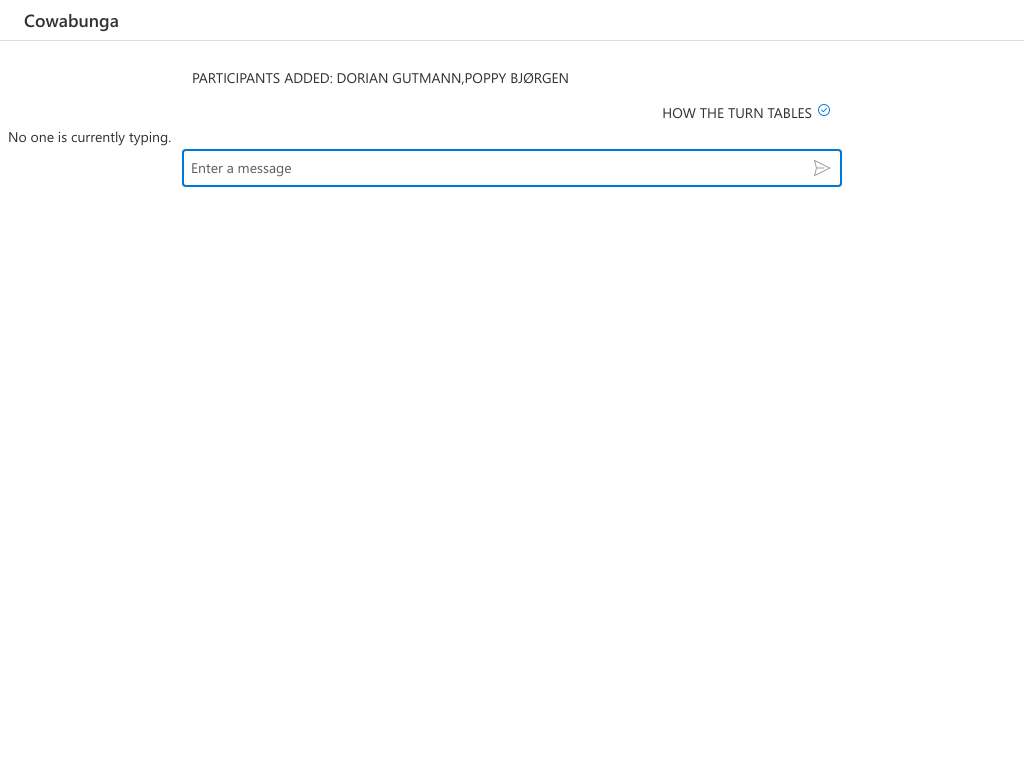 Cowabunga
PARTICIPANTS ADDED: DORIAN GUTMANN,POPPY BJØRGEN
HOW THE TURN TABLES
No one is currently typing.
Enter a message